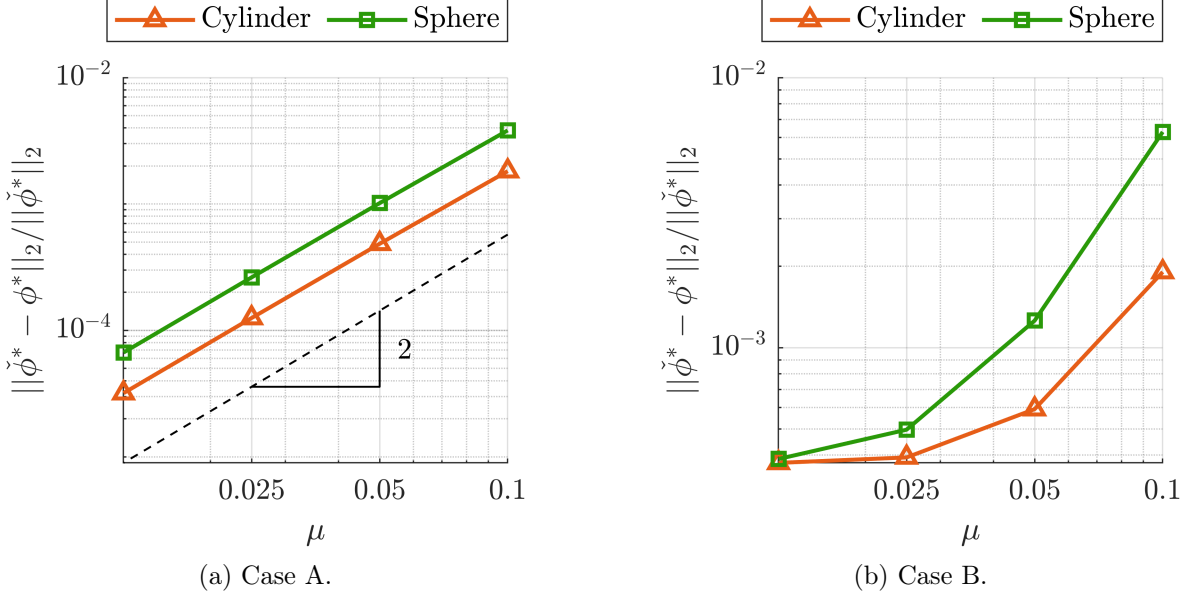 Cylinder Sphere
10⁻²
10⁻⁴
||ϕ̌* − ϕ*||₂/||ϕ̌*||₂
2
0.025 0.05 0.1
μ
(a) Case A.
Cylinder Sphere
10⁻²
10⁻³
||ϕ̌* − ϕ*||₂/||ϕ̌*||₂
0.025 0.05 0.1
μ
(b) Case B.